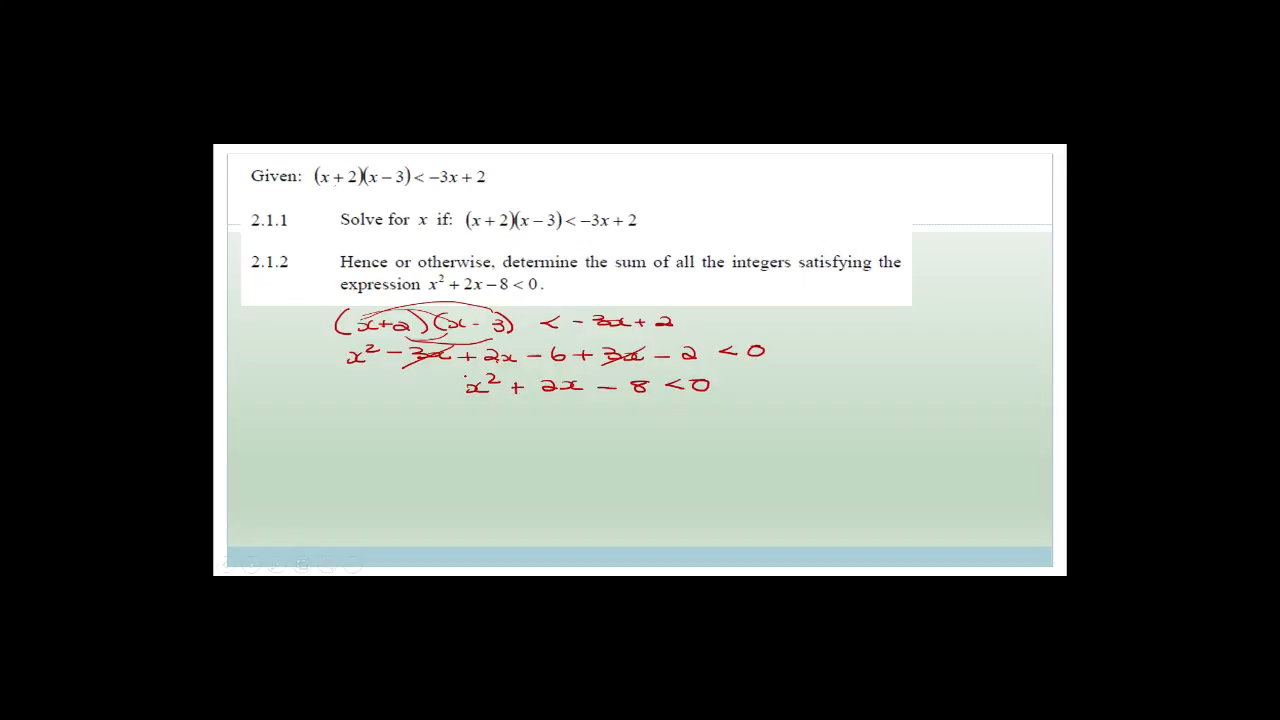 Given: (x + 2)(x − 3) < −3x + 2
2.1.1 Solve for x if: (x + 2)(x − 3) < −3x + 2
2.1.2 Hence or otherwise, determine the sum of all the integers satisfying the
expression x² + 2x − 8 < 0.
(x+2)(x − 3) < − 3x + 2
x² − 3x + 2x − 6 + 3x − 2 < 0
x² + 2x − 8 < 0